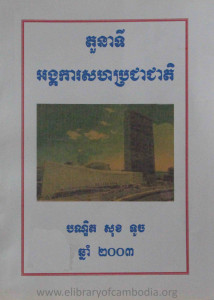 តួនាទី
អង្គការសហប្រជាជាតិ
បណ្ឌិត សុខ ទូច
ឆ្នាំ ២០០៣
www.elibraryofcambodia.org